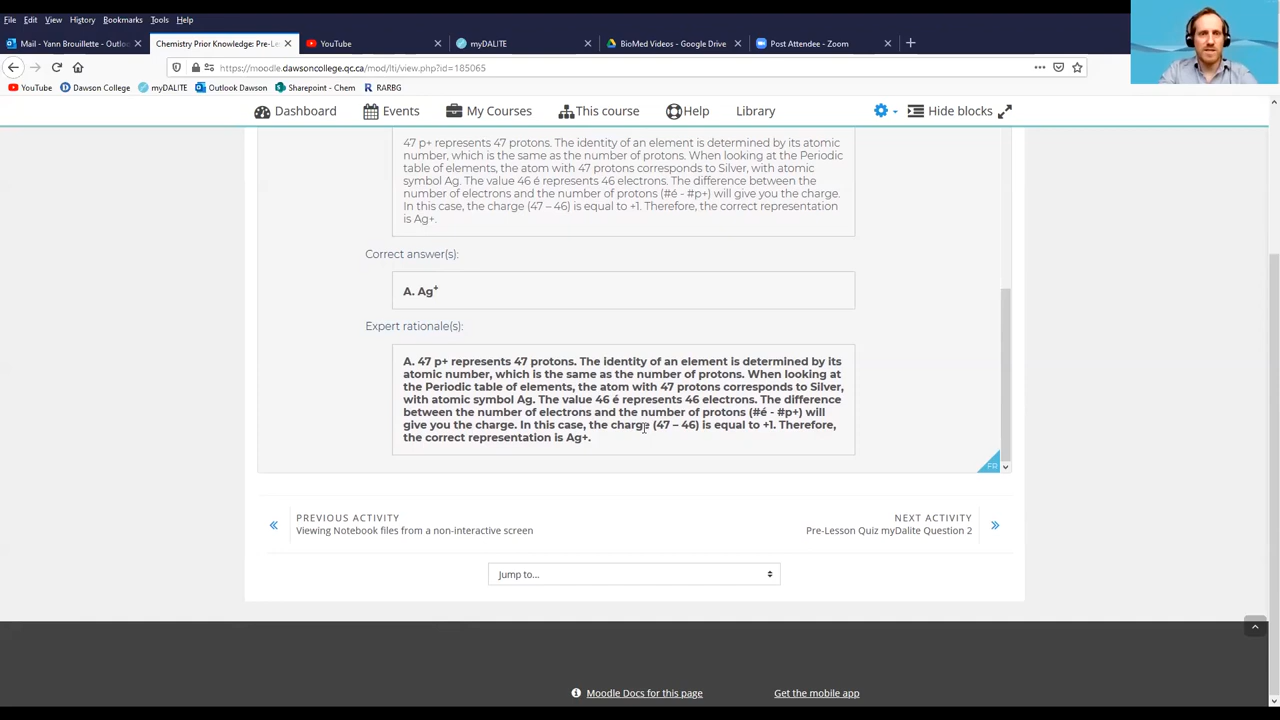 File Edit View History Bookmarks Tools Help
Mail - Yann Brouillette - Outloo
Chemistry Prior Knowledge: Pre-Le
YouTube
myDALITE
BioMed Videos - Google Drive
Post Attendee - Zoom
https://moodle.dawsoncollege.qc.ca/mod/lti/view.php?id=185065
YouTube Dawson College myDALITE Outlook Dawson Sharepoint - Chem RARBG
Dashboard Events My Courses This course Help Library Hide blocks
47 p+ represents 47 protons. The identity of an element is determined by its atomic
number, which is the same as the number of protons. When looking at the Periodic
table of elements, the atom with 47 protons corresponds to Silver, with atomic
symbol Ag. The value 46 é represents 46 electrons. The difference between the
number of electrons and the number of protons (#é - #p+) will give you the charge.
In this case, the charge (47 – 46) is equal to +1. Therefore, the correct representation
is Ag+.
Correct answer(s):
A. Ag⁺
Expert rationale(s):
A. 47 p+ represents 47 protons. The identity of an element is determined by its
atomic number, which is the same as the number of protons. When looking at
the Periodic table of elements, the atom with 47 protons corresponds to Silver,
with atomic symbol Ag. The value 46 é represents 46 electrons. The difference
between the number of electrons and the number of protons (#é - #p+) will
give you the charge. In this case, the charge (47 – 46) is equal to +1. Therefore,
the correct representation is Ag+.
FR
PREVIOUS ACTIVITY
Viewing Notebook files from a non-interactive screen
NEXT ACTIVITY
Pre-Lesson Quiz myDalite Question 2
Jump to...
Moodle Docs for this page
Get the mobile app